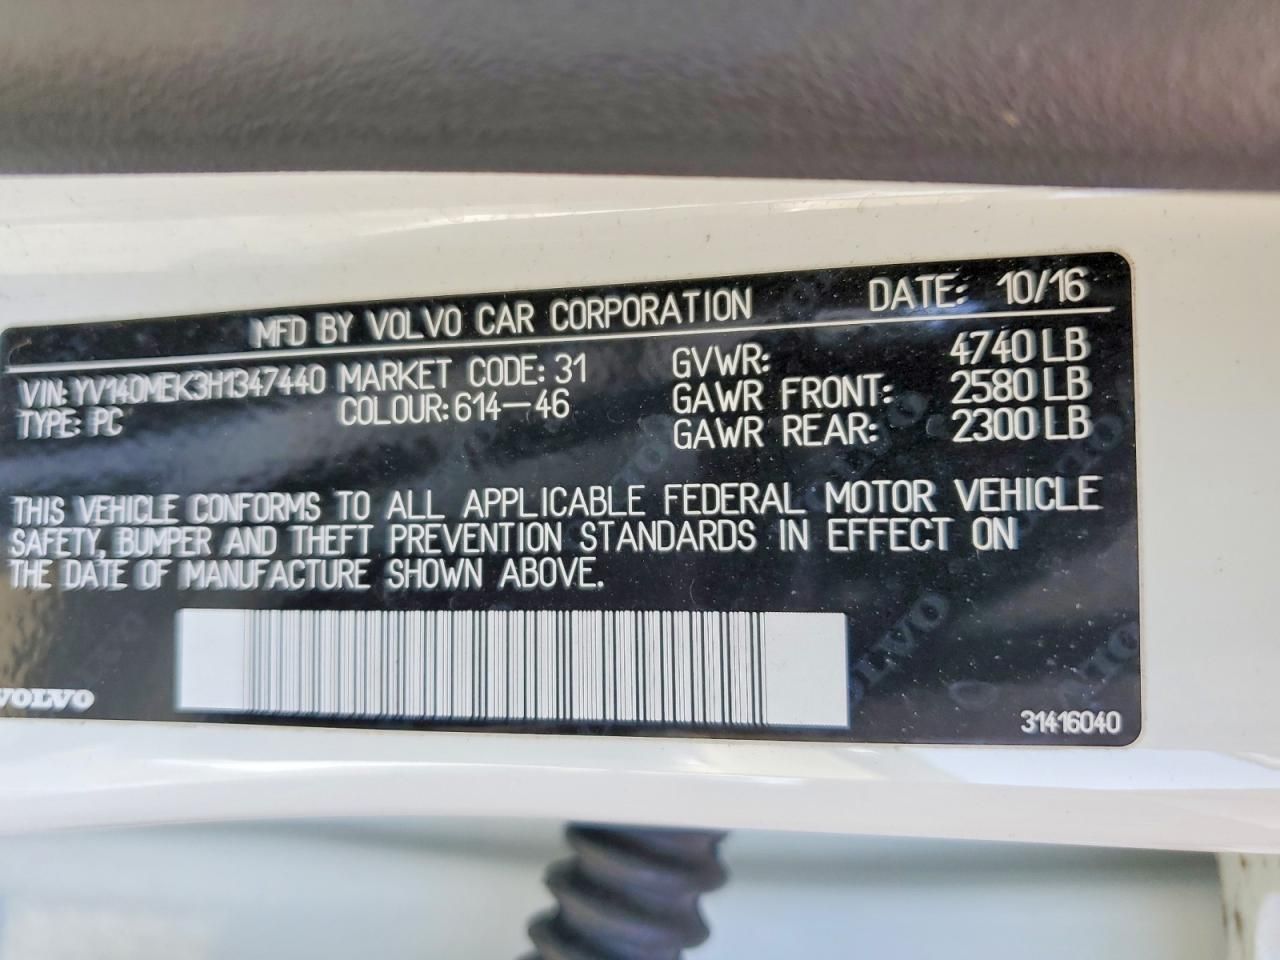 MFD BY VOLVO CAR CORPORATION DATE: 10/16
VIN: YV140MEK3H1347440 MARKET CODE: 31 GVWR: 4740 LB
TYPE: PC COLOUR: 614-46 GAWR FRONT: 2580 LB
GAWR REAR: 2300 LB
THIS VEHICLE CONFORMS TO ALL APPLICABLE FEDERAL MOTOR VEHICLE
SAFETY, BUMPER AND THEFT PREVENTION STANDARDS IN EFFECT ON
THE DATE OF MANUFACTURE SHOWN ABOVE.
VOLVO
31416040